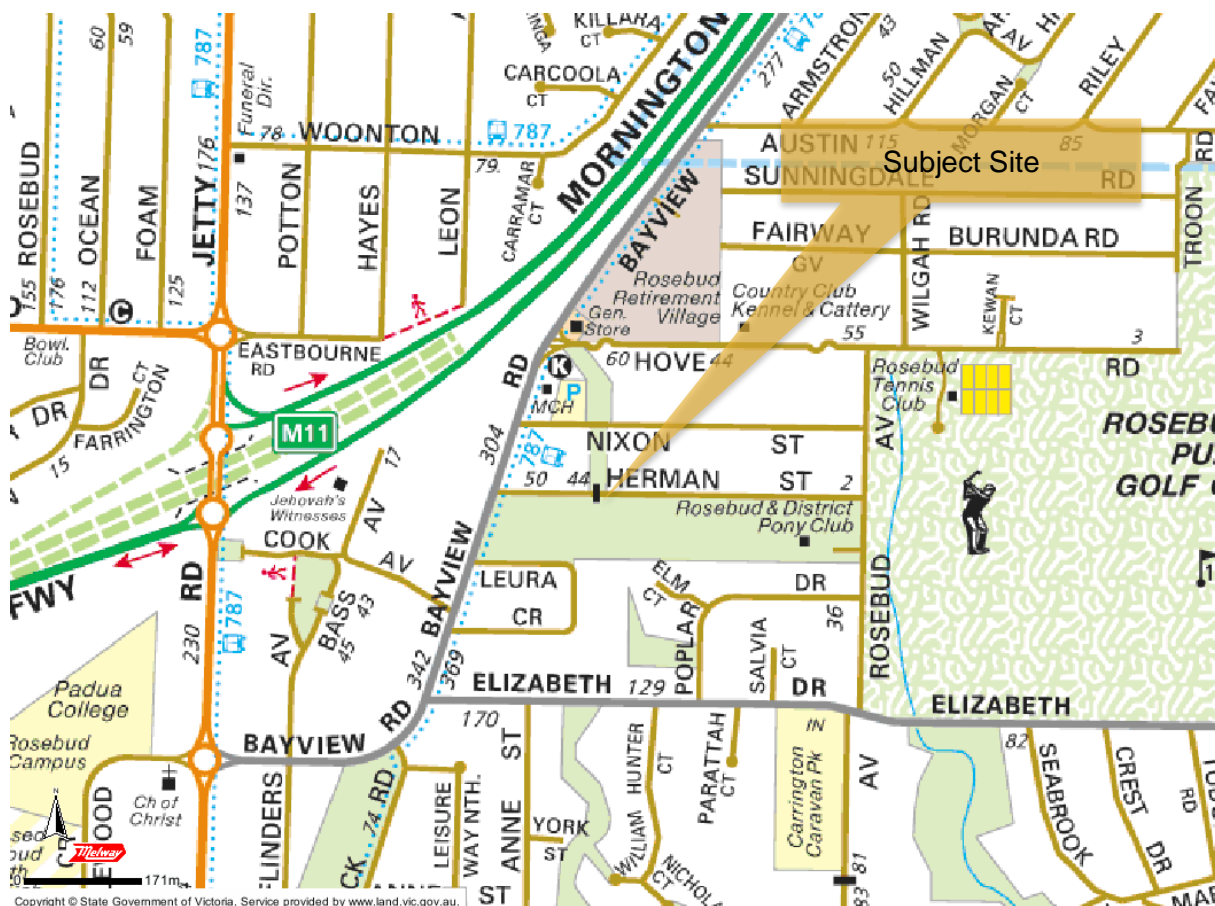 KILLARA
CT
CARCOOLA
CT
MORNINGTON
277
43
50
HILLMAN
AV
MORGAN
CT
RILEY
60
59
787
Funeral
Dir.
78
WOONTON
787
79.
CARRAMAR
CT
AUSTIN 115
85
RD
Subject Site
SUNNINGDALE
RD
ROSEBUD
OCEAN
FOAM
JETTY
176
137
POTTON
HAYES
LEON
BAYVIEW
FAIRWAY
GV
WILGAH RD
BURUNDA RD
TROON
155
176
112
125
C
Rosebud
Retirement
Village
Gen.
Store
Country Club
Kennel & Cattery
55
KEWAN
CT
3
Bowl.
Club
DR
DR
FARRINGTON
CT
15
EASTBOURNE
RD
M11
RD
K
MCH
P
60 HOVE 44
RD
Rosebud
Tennis
Club
AV
304
787
NIXON
ST
50
44
HERMAN
ST
2
Rosebud & District
Pony Club
GOLF
Jehovah's
Witnesses
17
AV
COOK
AV
FWY
RD
787
230
AV
BASS
43
45
BAYVIEW
LEURA
CR
ELM
CT
POPLAR
DR
36
ROSEBUD
SALVIA
CT
342
369
ELIZABETH
129
DR
ELIZABETH
Padua
College
Rosebud
Campus
BAYVIEW
RD
170
ST
ANNE
ST
HUNTER
WILLIAM
CT
PARATTAH
CT
IN
Carrington
Caravan Pk
AV
82
SEABROOK
CREST
DR
RD
Ch of
Christ
FLINDERS
74 RD
LEISURE
WAY NTH.
YORK
ST
81
83
N
Melway
0
171m
Copyright © State Government of Victoria. Service provided by www.land.vic.gov.au.